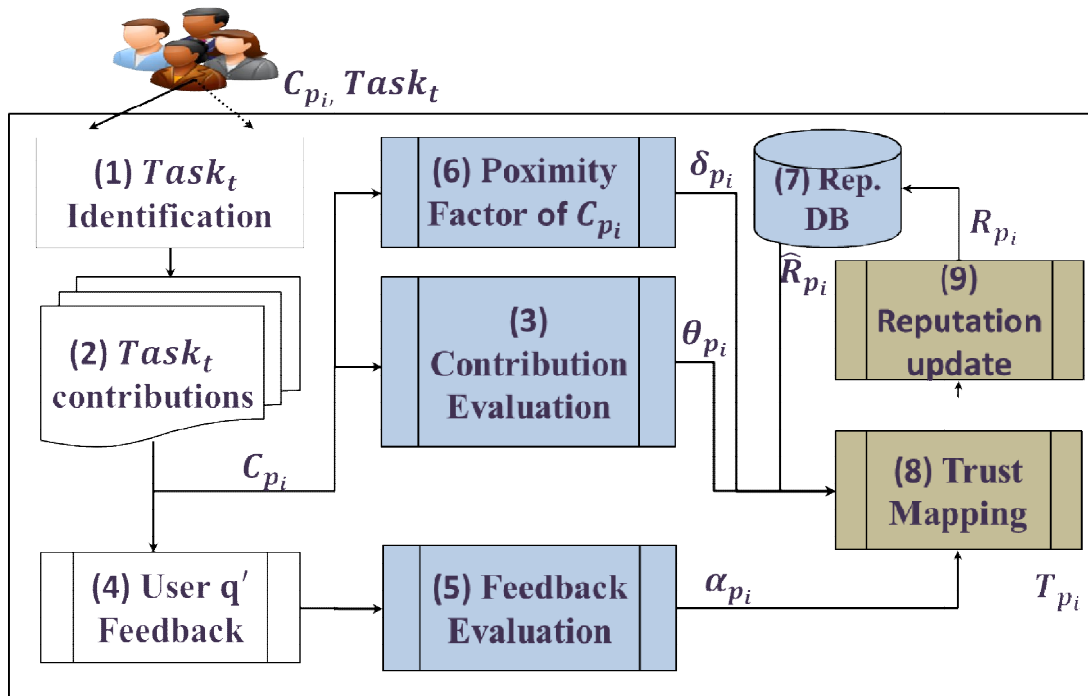 C_{p_i}, Task_t
(1) Task_t
Identification
(2) Task_t
contributions
C_{p_i}
(4) User q′
Feedback
(6) Poximity
Factor of C_{p_i}
δ_{p_i}
(3)
Contribution
Evaluation
θ_{p_i}
(5) Feedback
Evaluation
α_{p_i}
(7) Rep.
DB
R̂_{p_i}
R_{p_i}
(9)
Reputation
update
(8) Trust
Mapping
T_{p_i}